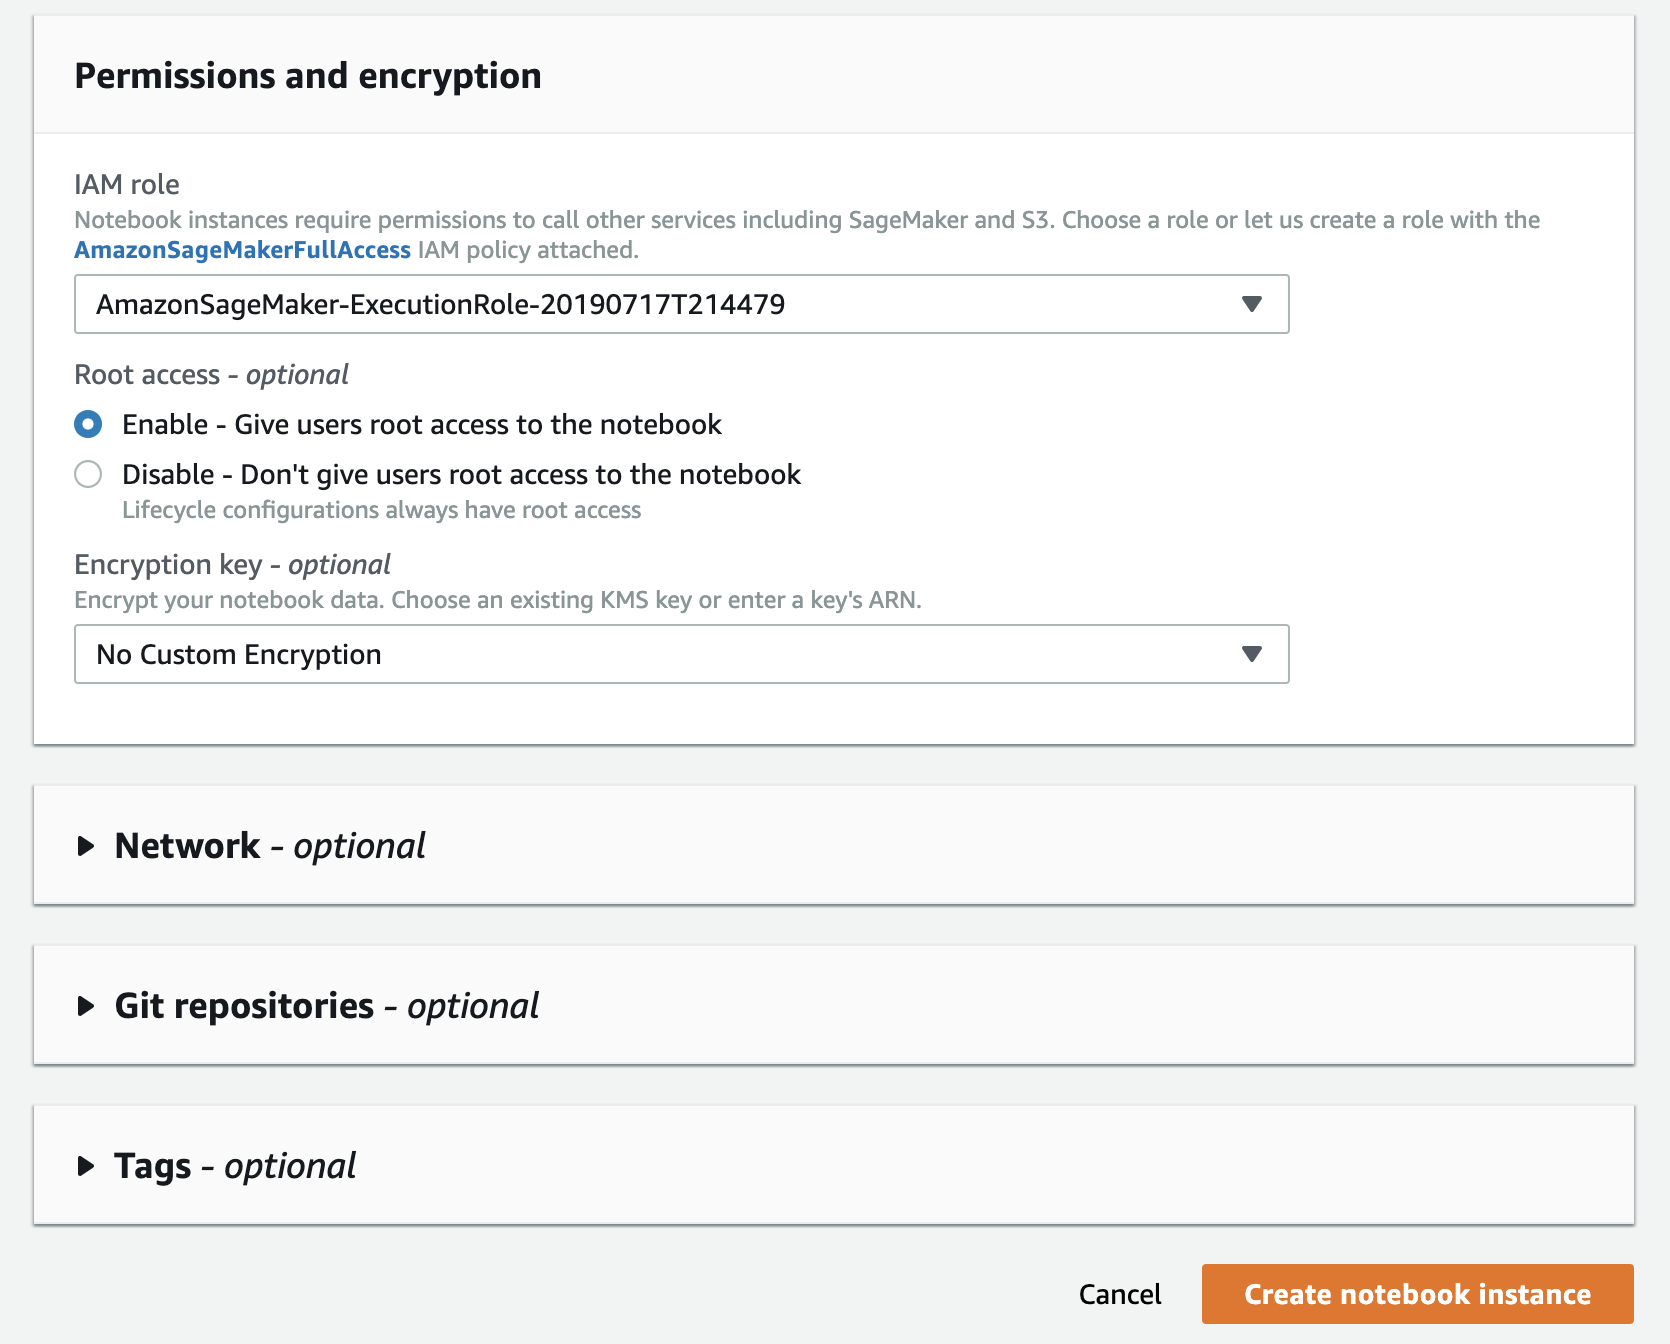 Permissions and encryption
IAM role
Notebook instances require permissions to call other services including SageMaker and S3. Choose a role or let us create a role with the
AmazonSageMakerFullAccess IAM policy attached.
AmazonSageMaker-ExecutionRole-20190717T214479
Root access - optional
Enable - Give users root access to the notebook
Disable - Don't give users root access to the notebook
Lifecycle configurations always have root access
Encryption key - optional
Encrypt your notebook data. Choose an existing KMS key or enter a key's ARN.
No Custom Encryption
Network - optional
Git repositories - optional
Tags - optional
Cancel Create notebook instance